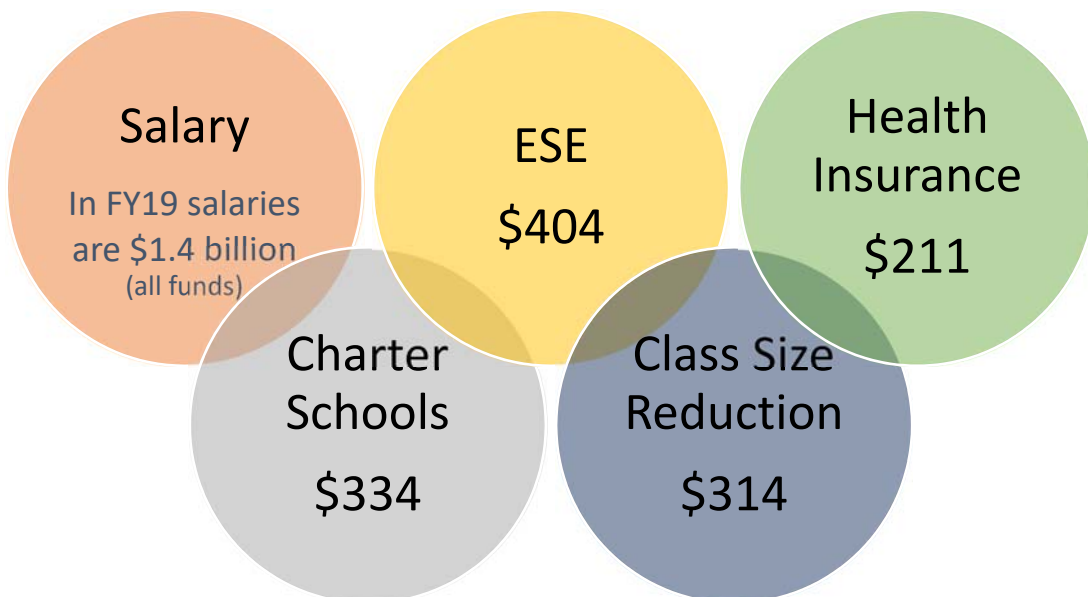 Salary
In FY19 salaries
are $1.4 billion
(all funds)
ESE
$404
Health
Insurance
$211
Charter
Schools
$334
Class Size
Reduction
$314